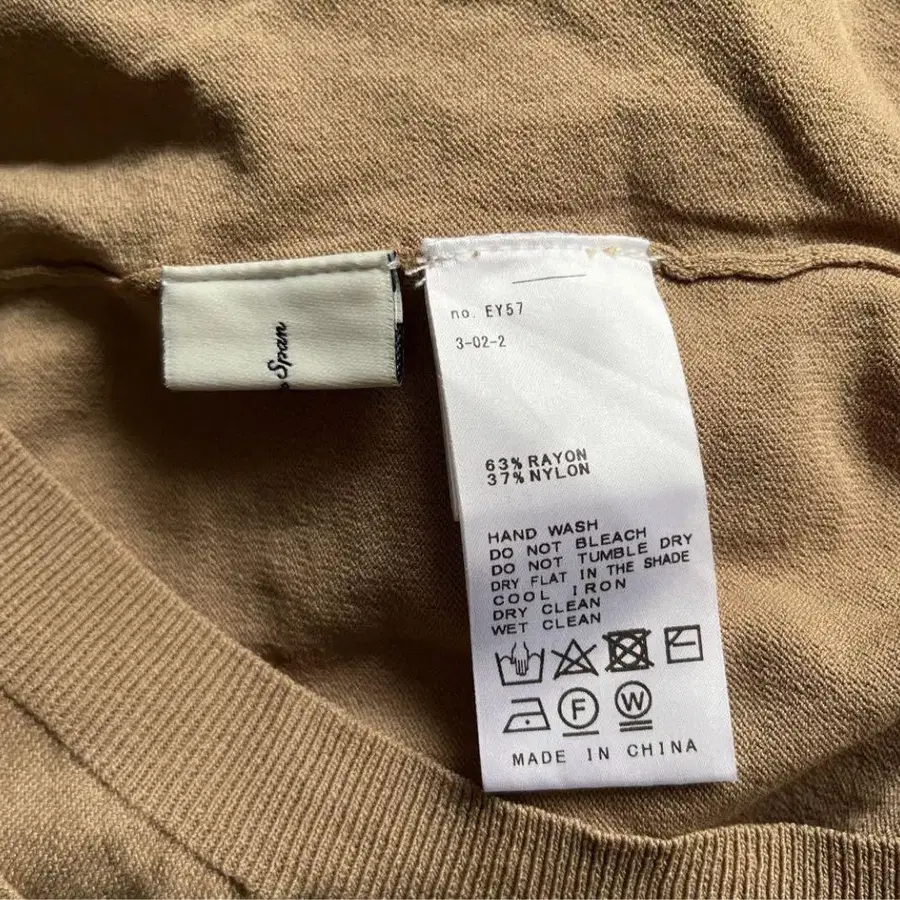 Span
no. EY57
3-02-2
63% RAYON
37% NYLON
HAND WASH
DO NOT BLEACH
DO NOT TUMBLE DRY
DRY FLAT IN THE SHADE
COOL IRON
DRY CLEAN
WET CLEAN
F
W
MADE IN CHINA